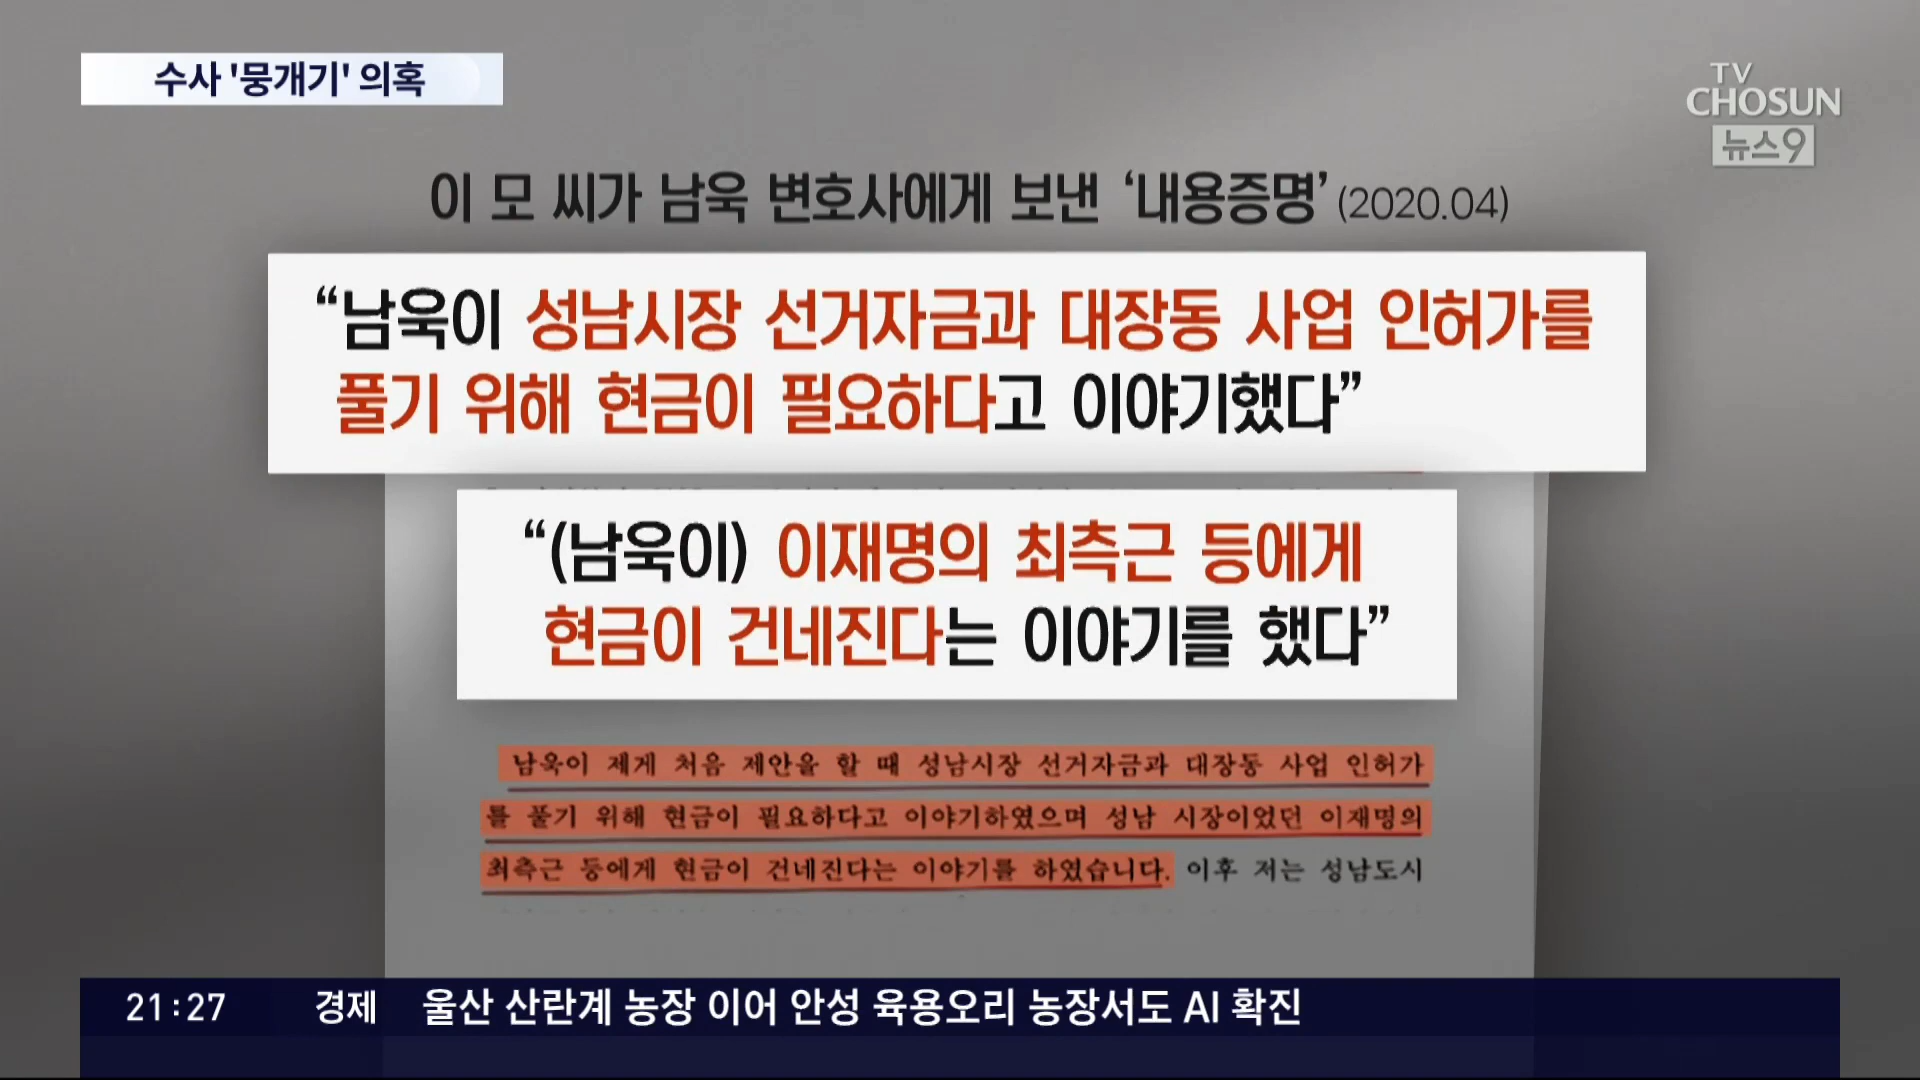 수사 '뭉개기' 의혹
TV
CHOSUN
뉴스9
이 모 씨가 남욱 변호사에게 보낸 ‘내용증명’ (2020.04)
“남욱이 성남시장 선거자금과 대장동 사업 인허가를
풀기 위해 현금이 필요하다고 이야기했다”
“(남욱이) 이재명의 최측근 등에게
현금이 건네진다는 이야기를 했다”
남욱이 제게 처음 제안을 할 때 성남시장 선거자금과 대장동 사업 인허가
를 풀기 위해 현금이 필요하다고 이야기하였으며 성남 시장이었던 이재명의
최측근 등에게 현금이 건네진다는 이야기를 하였습니다. 이후 저는 성남도시
21:27 경제 울산 산란계 농장 이어 안성 육용오리 농장서도 AI 확진